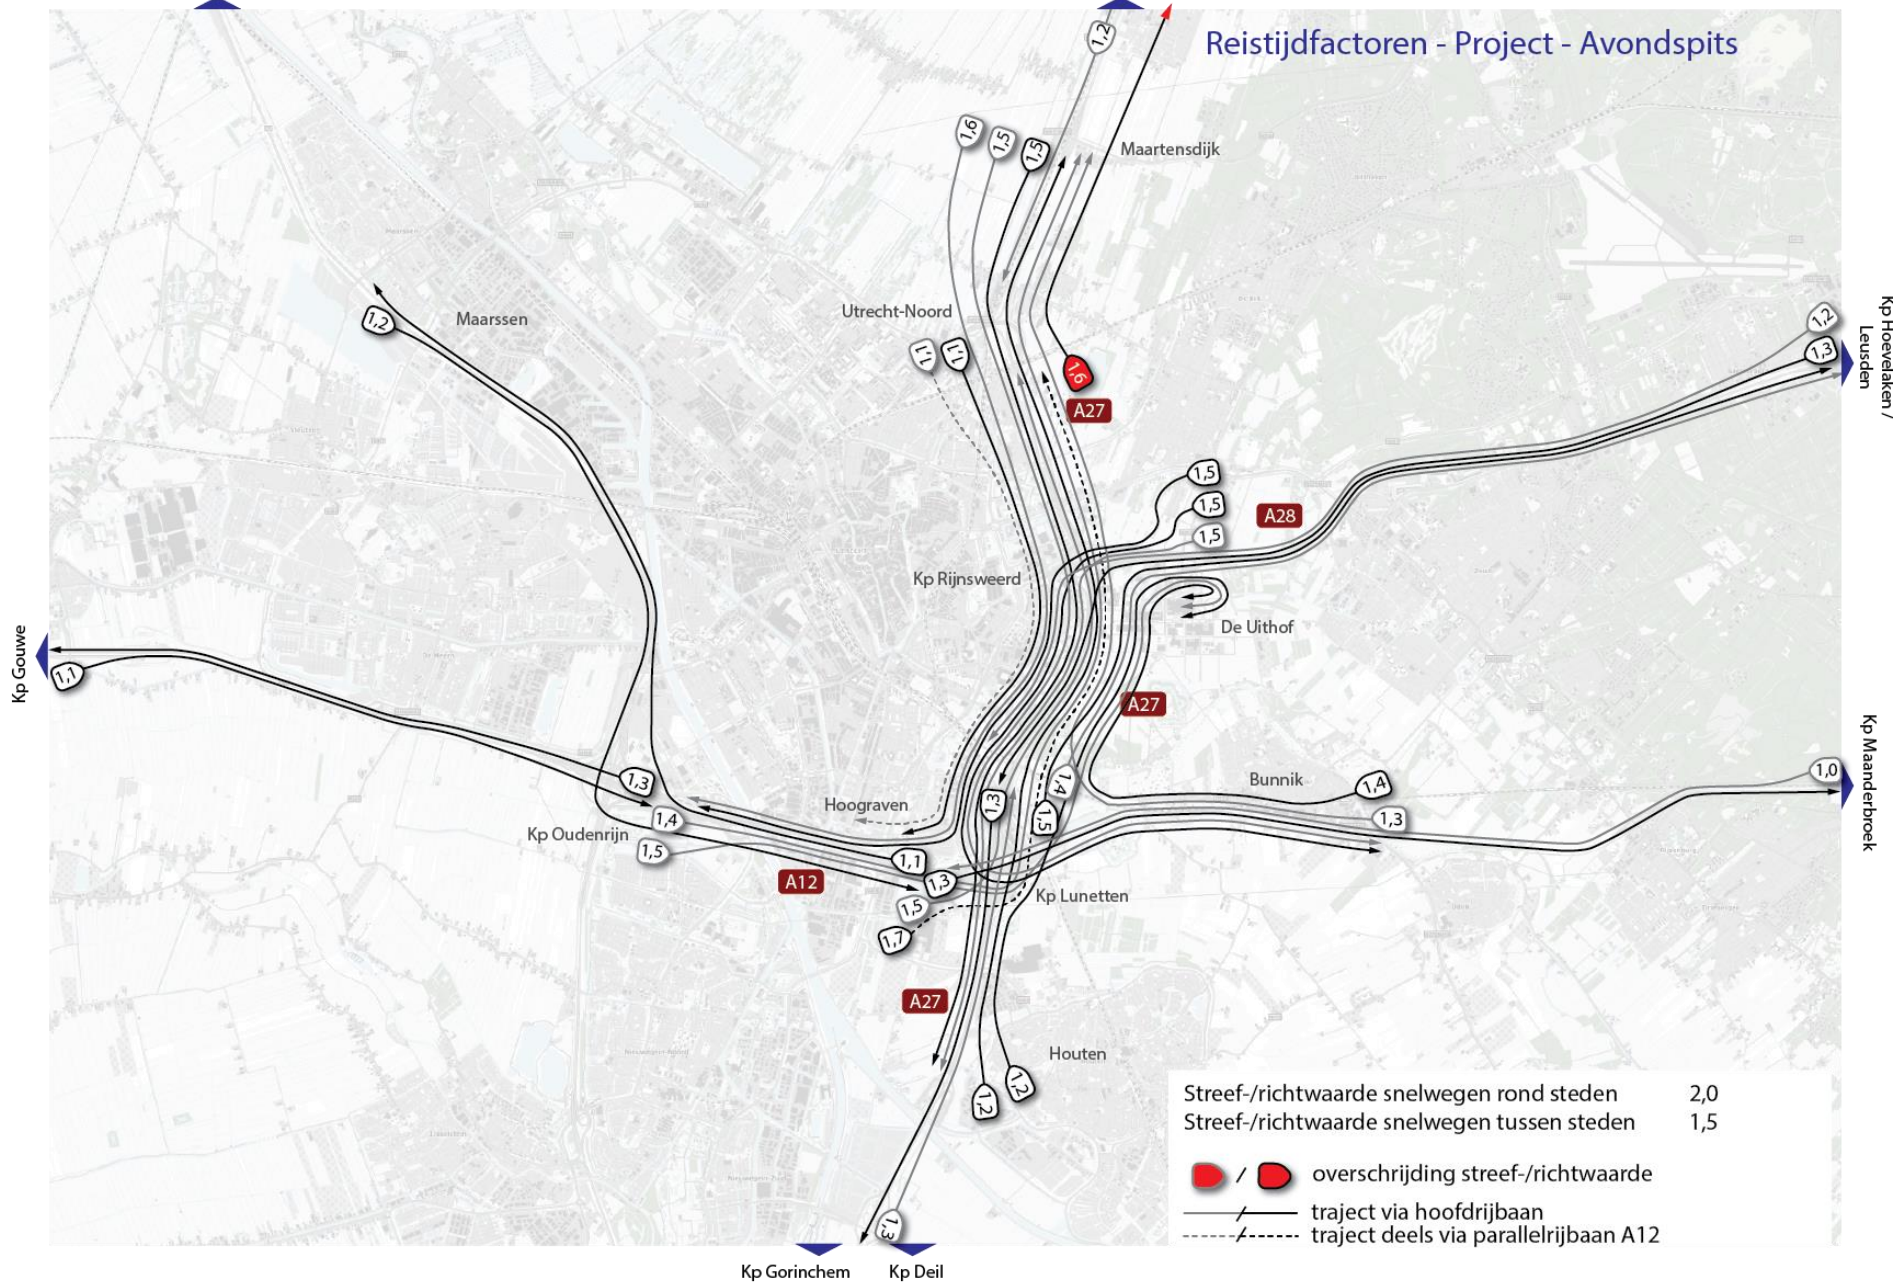 Reistijdfactoren - Project - Avondspits
1,2
1,6
1,5
1,5
Maartensdijk
Utrecht-Noord
1,2
Maarssen
1,1
1,1
1,6
A27
1,2
1,3
Kp Hoevelaken /
Leusden
1,5
1,5
A28
1,5
Kp Rijnsweerd
De Uithof
Kp Gouwe
1,1
A27
1,3
1,4
Kp Oudenrijn
1,5
Hoograven
1,3
1,4
1,5
Bunnik
1,4
1,3
1,0
Kp Maanderbroek
1,1
A12
1,3
1,5
1,7
Kp Lunetten
A27
Houten
1,2
1,2
1,3
Kp Gorinchem
Kp Deil
Streef-/richtwaarde snelwegen rond steden 2,0
Streef-/richtwaarde snelwegen tussen steden 1,5
/ overschrijding streef-/richtwaarde
traject via hoofdrijbaan
traject deels via parallelrijbaan A12